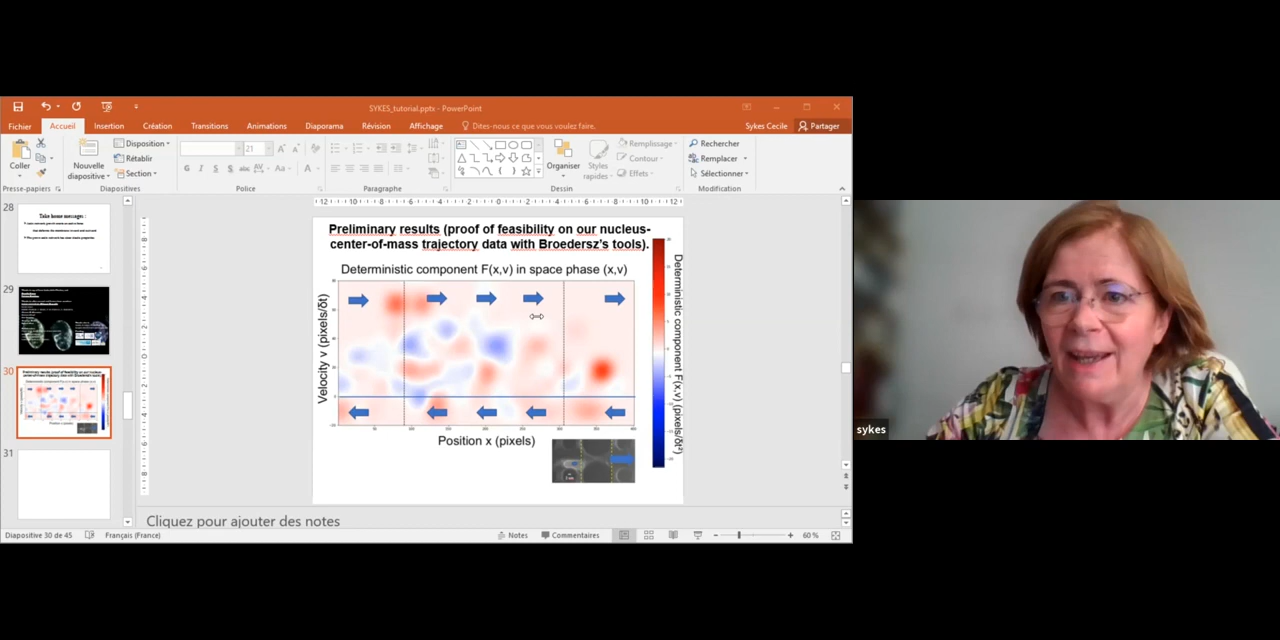 SYKES_tutorial.pptx - PowerPoint
Fichier Accueil Insertion Création Transitions Animations Diaporama Révision Affichage Dites-nous ce que vous voulez faire. Sykes Cecile Partager
Coller
Nouvelle diapositive
Disposition
Rétablir
Section
21
G I S S abc AV Aa A
Organiser
Styles rapides
Remplissage
Contour
Effets
Rechercher
Remplacer
Sélectionner
Presse-papiers Diapositives Police Paragraphe Dessin Modification
28
Take home messages :
29
30
31
Preliminary results (proof of feasibility on our nucleus-
center-of-mass trajectory data with Broedersz's tools).
Deterministic component F(x,v) in space phase (x,v)
Velocity v (pixels/δt)
Position x (pixels)
Deterministic component F(x,v) (pixels/δt²)
Cliquez pour ajouter des notes
Diapositive 30 de 45 Français (France) Notes Commentaires 60 %
sykes